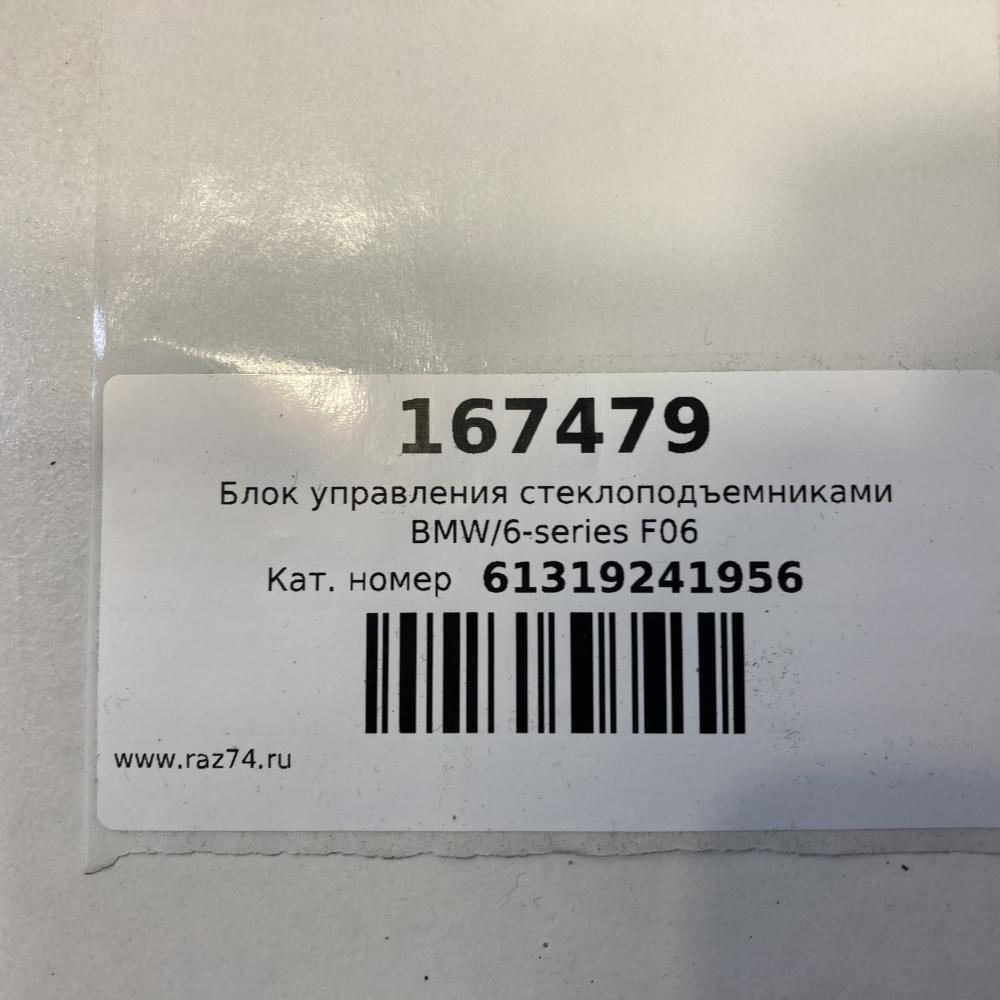 167479
Блок управления стеклоподъемниками
BMW/6-series F06
Кат. номер 61319241956
www.raz74.ru